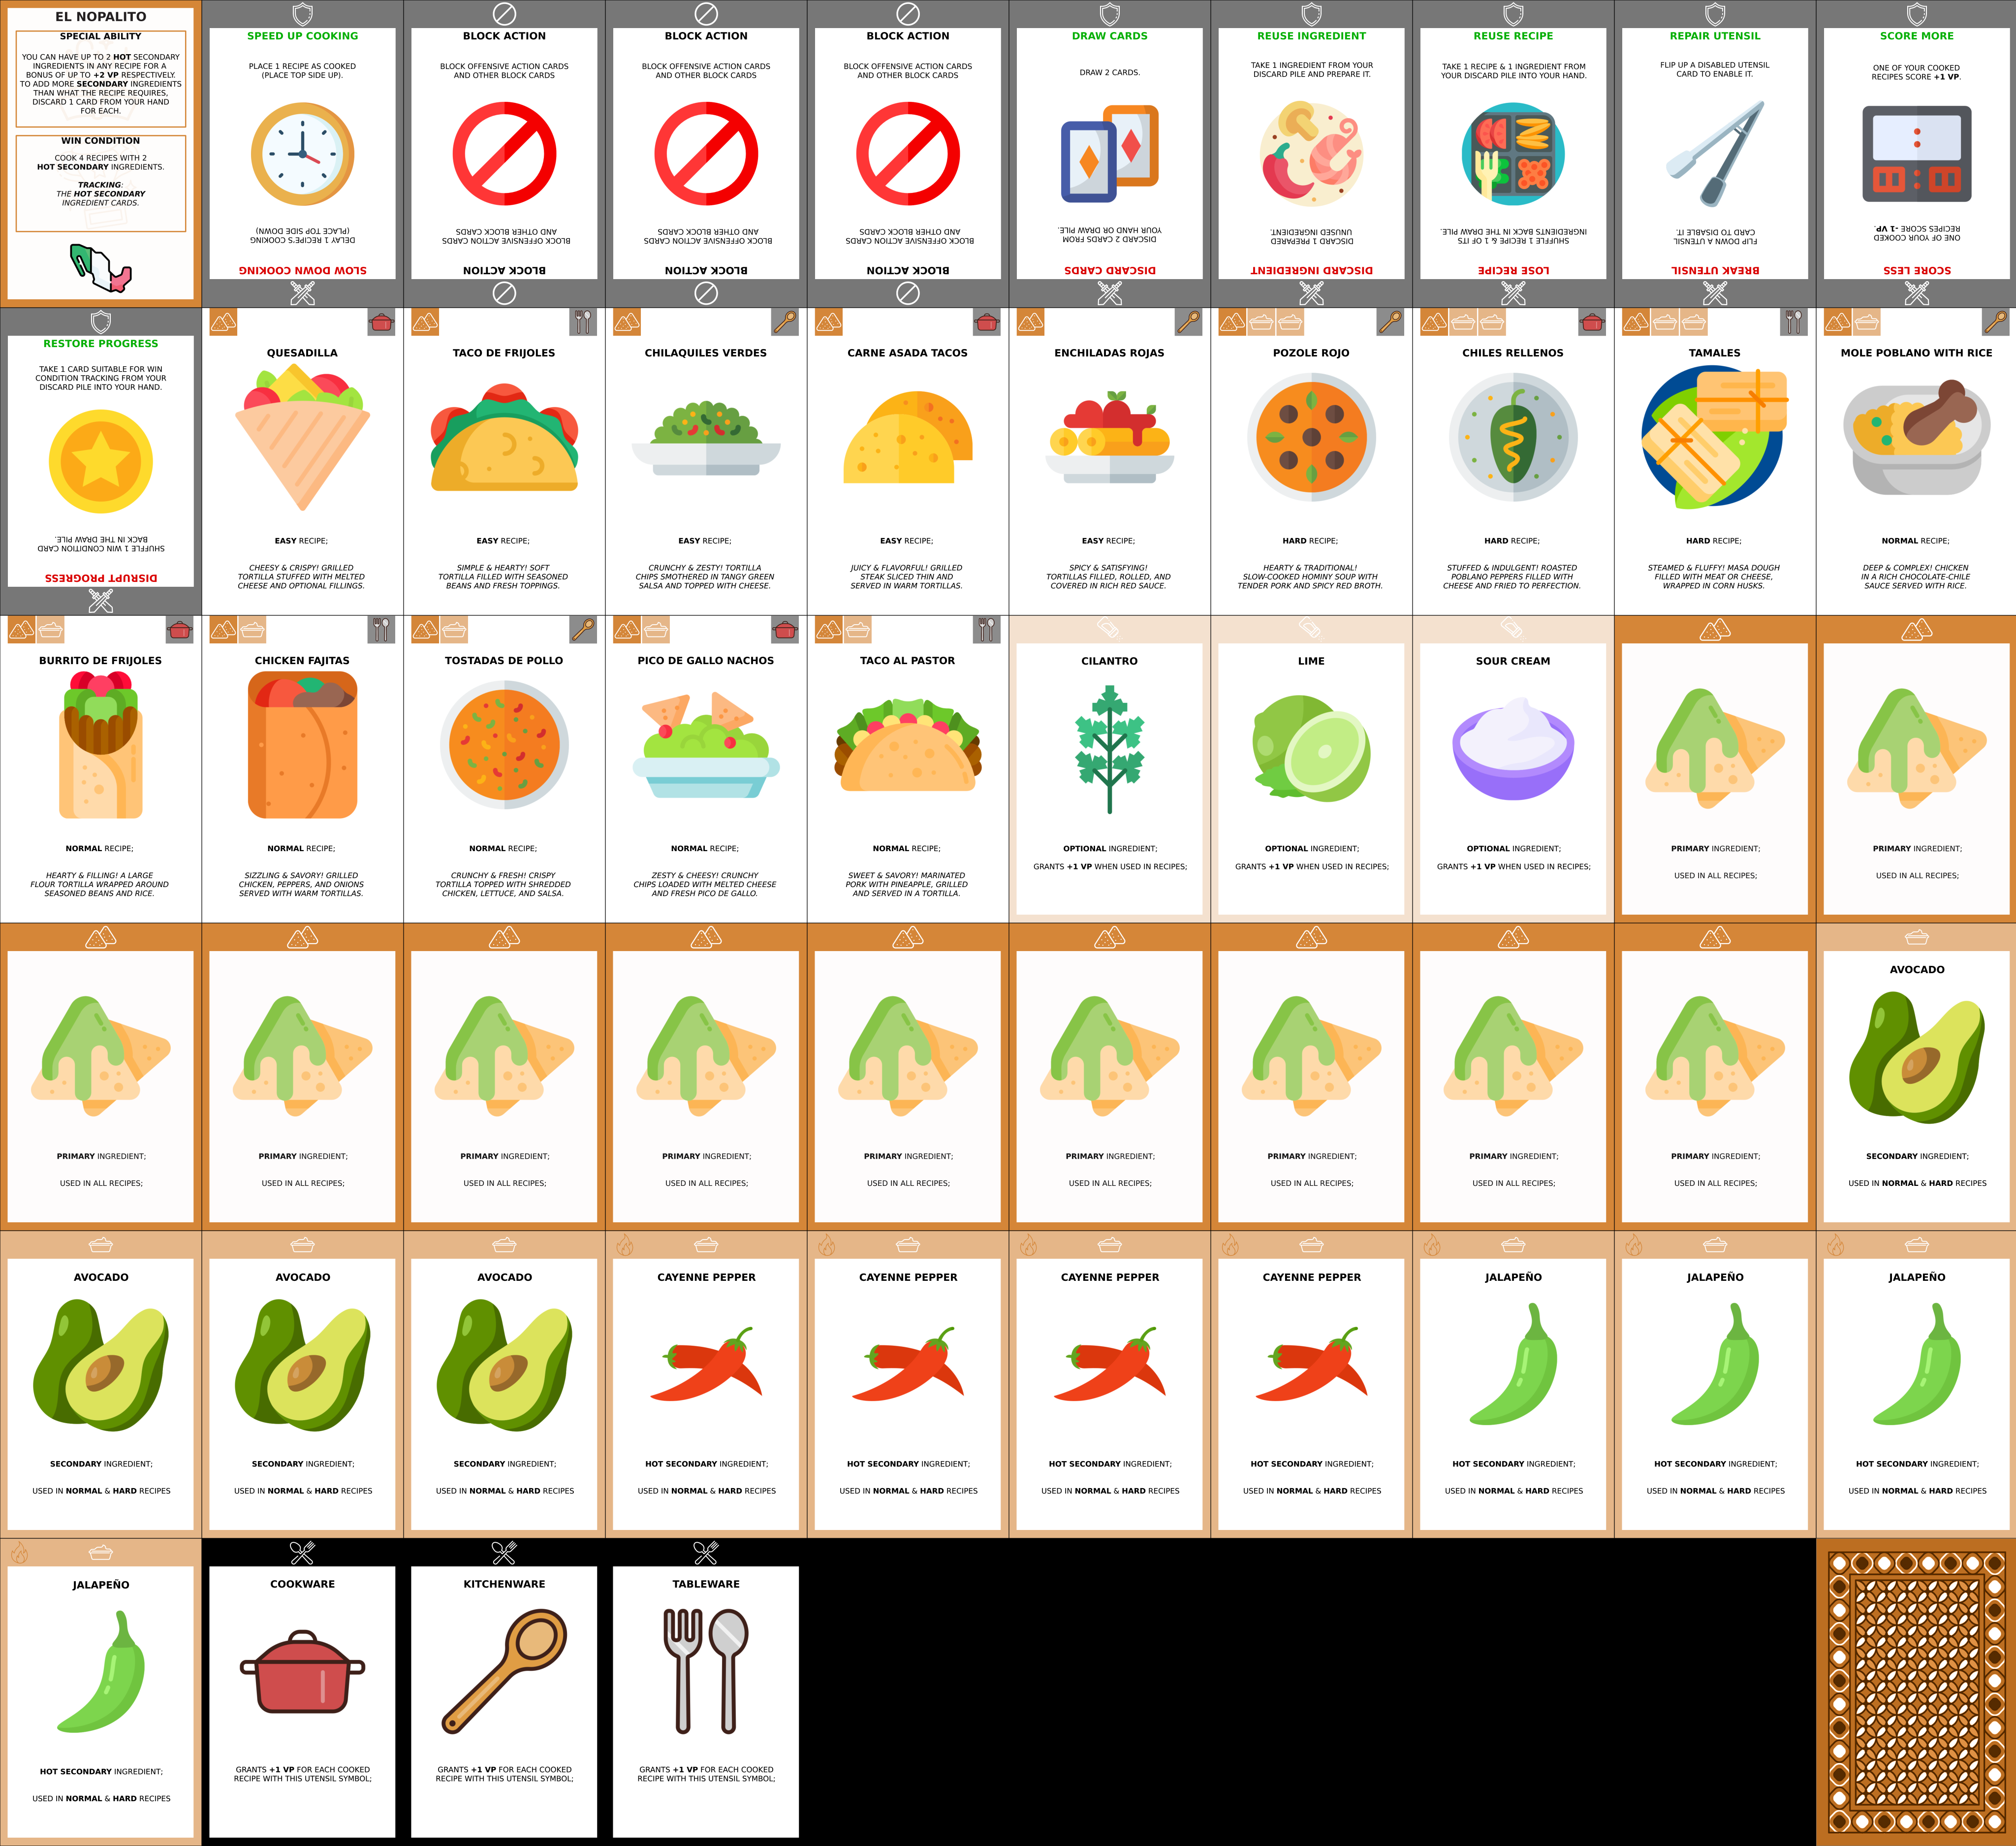 EL NOPALITO
SPECIAL ABILITY
YOU CAN HAVE UP TO 2 HOT SECONDARY
INGREDIENTS IN ANY RECIPE FOR A
BONUS OF UP TO +2 VP RESPECTIVELY.
TO ADD MORE SECONDARY INGREDIENTS
THAN WHAT THE RECIPE REQUIRES,
DISCARD 1 CARD FROM YOUR HAND
FOR EACH.
WIN CONDITION
COOK 4 RECIPES WITH 2
HOT SECONDARY INGREDIENTS.
TRACKING:
THE HOT SECONDARY
INGREDIENT CARDS.
SPEED UP COOKING
PLACE 1 RECIPE AS COOKED
(PLACE TOP SIDE UP).
SLOW DOWN COOKING
DELAY 1 RECIPE'S COOKING
(PLACE TOP SIDE DOWN)
BLOCK ACTION
BLOCK OFFENSIVE ACTION CARDS
AND OTHER BLOCK CARDS
BLOCK ACTION
BLOCK OFFENSIVE ACTION CARDS
AND OTHER BLOCK CARDS
BLOCK ACTION
BLOCK OFFENSIVE ACTION CARDS
AND OTHER BLOCK CARDS
BLOCK ACTION
BLOCK OFFENSIVE ACTION CARDS
AND OTHER BLOCK CARDS
BLOCK ACTION
BLOCK OFFENSIVE ACTION CARDS
AND OTHER BLOCK CARDS
BLOCK ACTION
BLOCK OFFENSIVE ACTION CARDS
AND OTHER BLOCK CARDS
DRAW CARDS
DRAW 2 CARDS.
DISCARD CARDS
DISCARD 2 CARDS FROM
YOUR HAND OR DRAW PILE.
REUSE INGREDIENT
TAKE 1 INGREDIENT FROM YOUR
DISCARD PILE AND PREPARE IT.
DISCARD INGREDIENT
DISCARD 1 PREPARED
UNUSED INGREDIENT.
REUSE RECIPE
TAKE 1 RECIPE & 1 INGREDIENT FROM
YOUR DISCARD PILE INTO YOUR HAND.
LOSE RECIPE
SHUFFLE 1 RECIPE & 1 OF ITS
INGREDIENTS BACK IN THE DRAW PILE.
REPAIR UTENSIL
FLIP UP A DISABLED UTENSIL
CARD TO ENABLE IT.
BREAK UTENSIL
FLIP DOWN A UTENSIL
CARD TO DISABLE IT.
SCORE MORE
ONE OF YOUR COOKED
RECIPES SCORE +1 VP.
SCORE LESS
ONE OF YOUR COOKED
RECIPES SCORE -1 VP.
RESTORE PROGRESS
TAKE 1 CARD SUITABLE FOR WIN
CONDITION TRACKING FROM YOUR
DISCARD PILE INTO YOUR HAND.
DISRUPT PROGRESS
SHUFFLE 1 WIN CONDITION CARD
BACK IN THE DRAW PILE.
QUESADILLA
EASY RECIPE;
CHEESY & CRISPY! GRILLED
TORTILLA STUFFED WITH MELTED
CHEESE AND OPTIONAL FILLINGS.
TACO DE FRIJOLES
EASY RECIPE;
SIMPLE & HEARTY! SOFT
TORTILLA FILLED WITH SEASONED
BEANS AND FRESH TOPPINGS.
CHILAQUILES VERDES
EASY RECIPE;
CRUNCHY & ZESTY! TORTILLA
CHIPS SMOTHERED IN TANGY GREEN
SALSA AND TOPPED WITH CHEESE.
CARNE ASADA TACOS
EASY RECIPE;
JUICY & FLAVORFUL! GRILLED
STEAK SLICED THIN AND
SERVED IN WARM TORTILLAS.
ENCHILADAS ROJAS
EASY RECIPE;
SPICY & SATISFYING!
TORTILLAS FILLED, ROLLED, AND
COVERED IN RICH RED SAUCE.
POZOLE ROJO
HARD RECIPE;
HEARTY & TRADITIONAL!
SLOW-COOKED HOMINY SOUP WITH
TENDER PORK AND SPICY RED BROTH.
CHILES RELLENOS
HARD RECIPE;
STUFFED & INDULGENT! ROASTED
POBLANO PEPPERS FILLED WITH
CHEESE AND FRIED TO PERFECTION.
TAMALES
HARD RECIPE;
STEAMED & FLUFFY! MASA DOUGH
FILLED WITH MEAT OR CHEESE,
WRAPPED IN CORN HUSKS.
MOLE POBLANO WITH RICE
NORMAL RECIPE;
DEEP & COMPLEX! CHICKEN
IN A RICH CHOCOLATE-CHILE
SAUCE SERVED WITH RICE.
BURRITO DE FRIJOLES
NORMAL RECIPE;
HEARTY & FILLING! A LARGE
FLOUR TORTILLA WRAPPED AROUND
SEASONED BEANS AND RICE.
CHICKEN FAJITAS
NORMAL RECIPE;
SIZZLING & SAVORY! GRILLED
CHICKEN, PEPPERS, AND ONIONS
SERVED WITH WARM TORTILLAS.
TOSTADAS DE POLLO
NORMAL RECIPE;
CRUNCHY & FRESH! CRISPY
TORTILLA TOPPED WITH SHREDDED
CHICKEN, LETTUCE, AND SALSA.
PICO DE GALLO NACHOS
NORMAL RECIPE;
ZESTY & CHEESY! CRUNCHY
CHIPS LOADED WITH MELTED CHEESE
AND FRESH PICO DE GALLO.
TACO AL PASTOR
NORMAL RECIPE;
SWEET & SAVORY! MARINATED
PORK WITH PINEAPPLE, GRILLED
AND SERVED IN A TORTILLA.
CILANTRO
OPTIONAL INGREDIENT;
GRANTS +1 VP WHEN USED IN RECIPES;
LIME
OPTIONAL INGREDIENT;
GRANTS +1 VP WHEN USED IN RECIPES;
SOUR CREAM
OPTIONAL INGREDIENT;
GRANTS +1 VP WHEN USED IN RECIPES;
PRIMARY INGREDIENT;
USED IN ALL RECIPES;
PRIMARY INGREDIENT;
USED IN ALL RECIPES;
PRIMARY INGREDIENT;
USED IN ALL RECIPES;
PRIMARY INGREDIENT;
USED IN ALL RECIPES;
PRIMARY INGREDIENT;
USED IN ALL RECIPES;
PRIMARY INGREDIENT;
USED IN ALL RECIPES;
PRIMARY INGREDIENT;
USED IN ALL RECIPES;
PRIMARY INGREDIENT;
USED IN ALL RECIPES;
PRIMARY INGREDIENT;
USED IN ALL RECIPES;
PRIMARY INGREDIENT;
USED IN ALL RECIPES;
PRIMARY INGREDIENT;
USED IN ALL RECIPES;
AVOCADO
SECONDARY INGREDIENT;
USED IN NORMAL & HARD RECIPES
AVOCADO
SECONDARY INGREDIENT;
USED IN NORMAL & HARD RECIPES
AVOCADO
SECONDARY INGREDIENT;
USED IN NORMAL & HARD RECIPES
AVOCADO
SECONDARY INGREDIENT;
USED IN NORMAL & HARD RECIPES
CAYENNE PEPPER
HOT SECONDARY INGREDIENT;
USED IN NORMAL & HARD RECIPES
CAYENNE PEPPER
HOT SECONDARY INGREDIENT;
USED IN NORMAL & HARD RECIPES
CAYENNE PEPPER
HOT SECONDARY INGREDIENT;
USED IN NORMAL & HARD RECIPES
CAYENNE PEPPER
HOT SECONDARY INGREDIENT;
USED IN NORMAL & HARD RECIPES
JALAPEÑO
HOT SECONDARY INGREDIENT;
USED IN NORMAL & HARD RECIPES
JALAPEÑO
HOT SECONDARY INGREDIENT;
USED IN NORMAL & HARD RECIPES
JALAPEÑO
HOT SECONDARY INGREDIENT;
USED IN NORMAL & HARD RECIPES
JALAPEÑO
HOT SECONDARY INGREDIENT;
USED IN NORMAL & HARD RECIPES
COOKWARE
GRANTS +1 VP FOR EACH COOKED
RECIPE WITH THIS UTENSIL SYMBOL;
KITCHENWARE
GRANTS +1 VP FOR EACH COOKED
RECIPE WITH THIS UTENSIL SYMBOL;
TABLEWARE
GRANTS +1 VP FOR EACH COOKED
RECIPE WITH THIS UTENSIL SYMBOL;